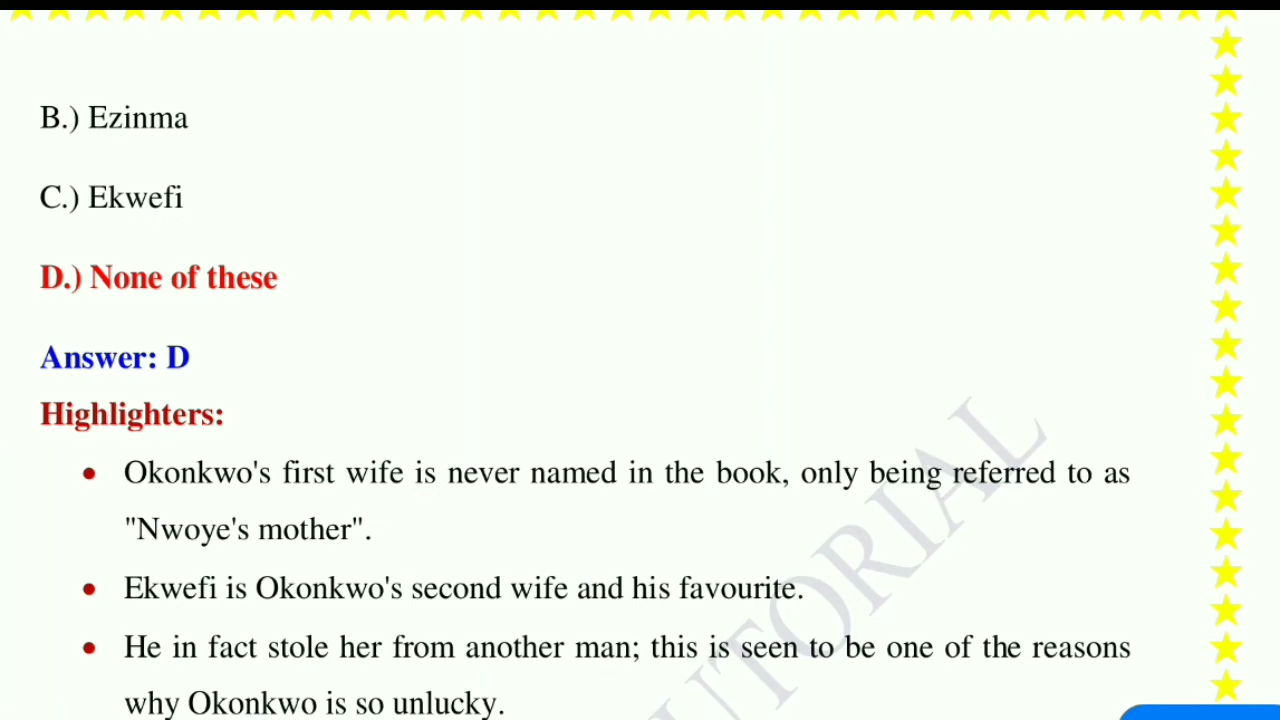 B.) Ezinma
C.) Ekwefi
D.) None of these
Answer: D
Highlighters:
• Okonkwo's first wife is never named in the book, only being referred to as
"Nwoye's mother".
• Ekwefi is Okonkwo's second wife and his favourite.
• He in fact stole her from another man; this is seen to be one of the reasons
why Okonkwo is so unlucky.
UTORIAL